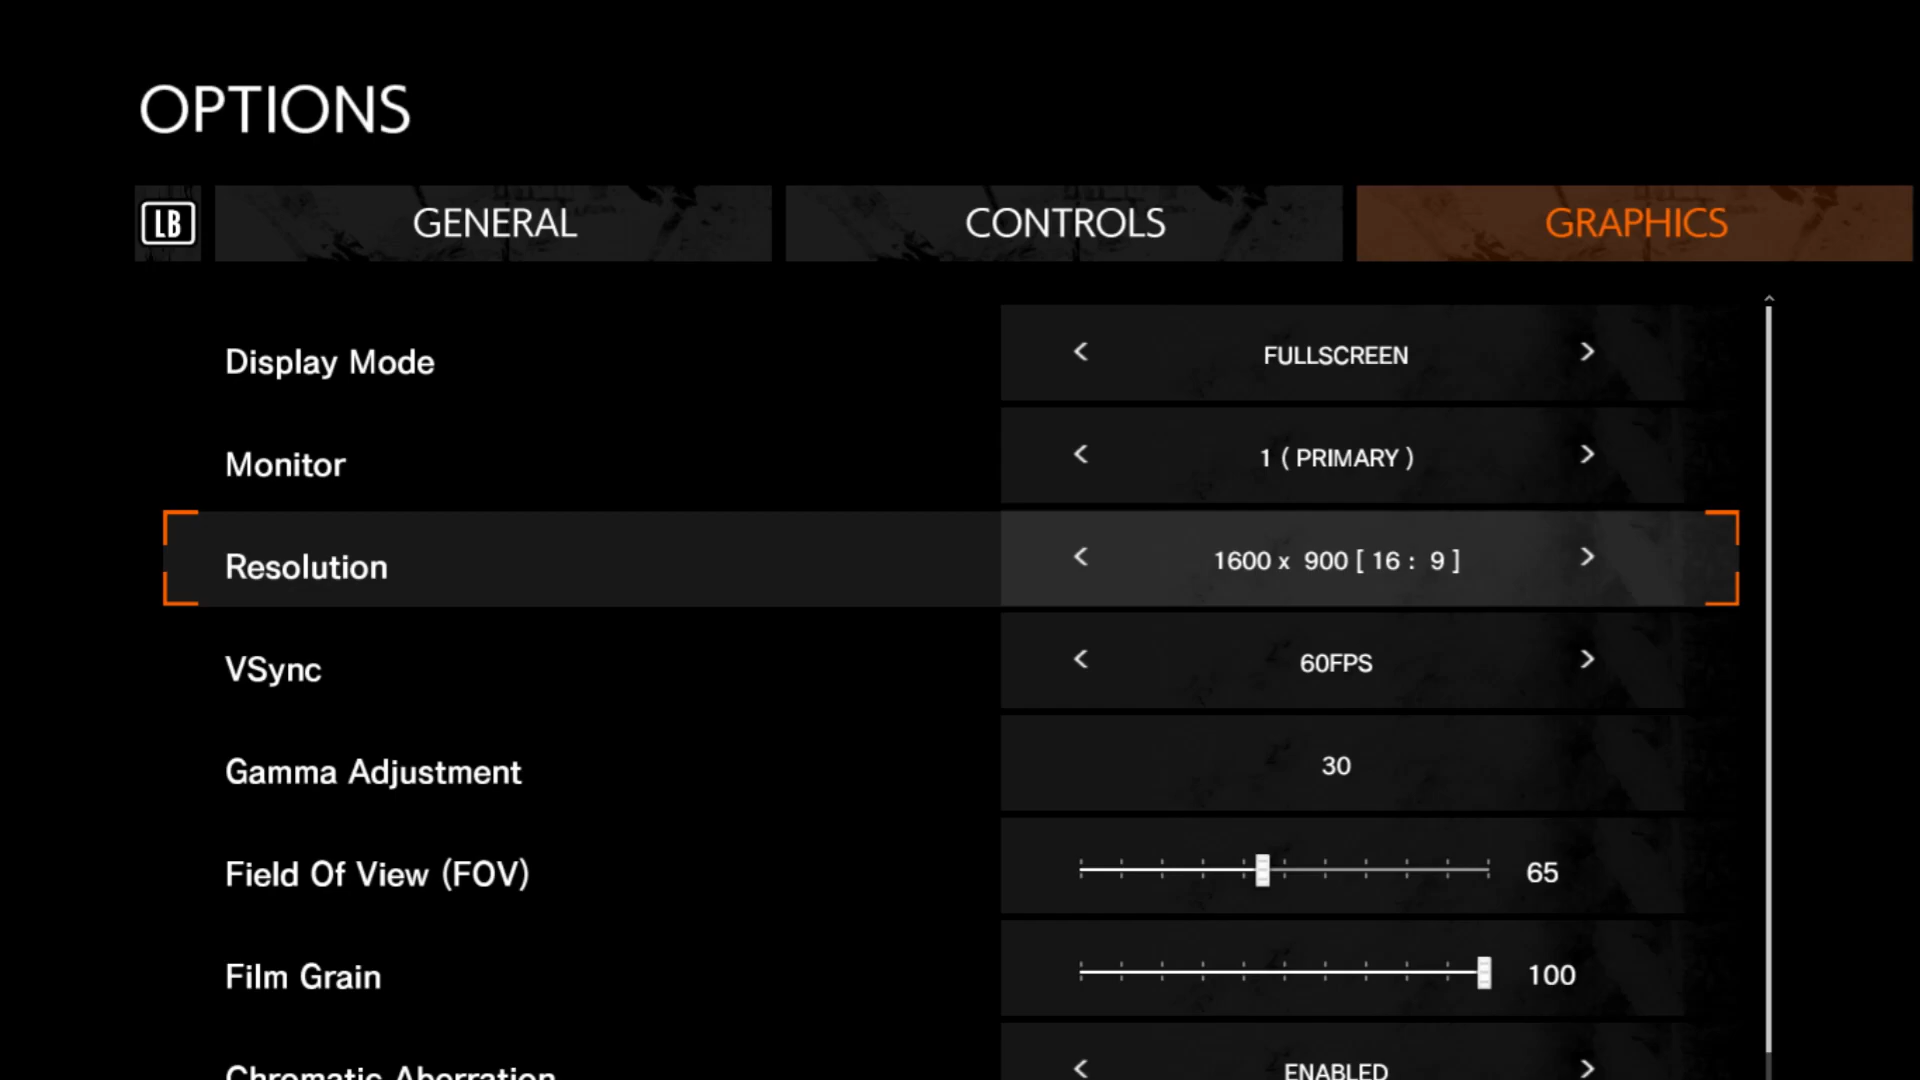 OPTIONS
LB GENERAL CONTROLS GRAPHICS
Display Mode < FULLSCREEN >
Monitor < 1 ( PRIMARY ) >
Resolution < 1600 x 900 [ 16 : 9 ] >
VSync < 60FPS >
Gamma Adjustment 30
Field Of View (FOV) 65
Film Grain 100
Chromatic Aberration < ENABLED >